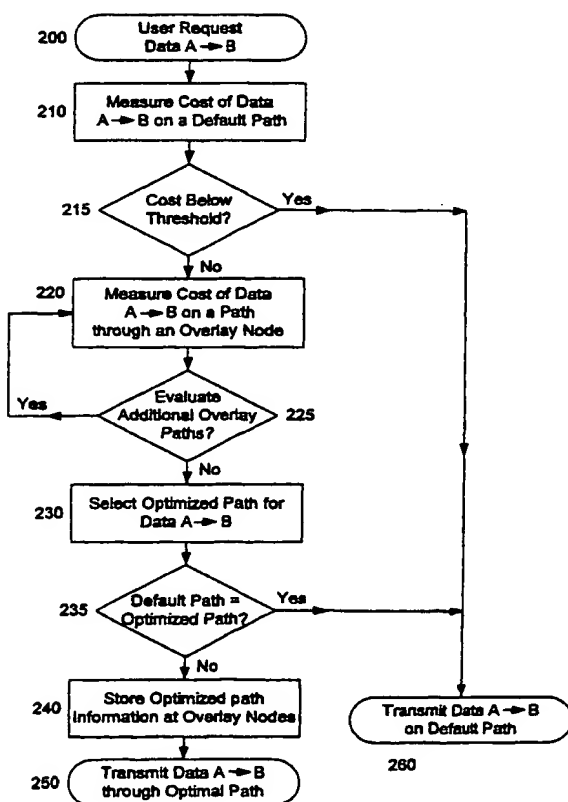 200
User Request
Data A → B
210
Measure Cost of Data
A → B on a Default Path
215
Cost Below
Threshold?
Yes
No
220
Measure Cost of Data
A → B on a Path
through an Overlay Node
Yes
Evaluate
Additional Overlay
Paths?
225
No
230
Select Optimized Path for
Data A → B
235
Default Path =
Optimized Path?
Yes
No
240
Store Optimized path
Information at Overlay Nodes
Transmit Data A → B
on Default Path
260
250
Transmit Data A → B
through Optimal Path